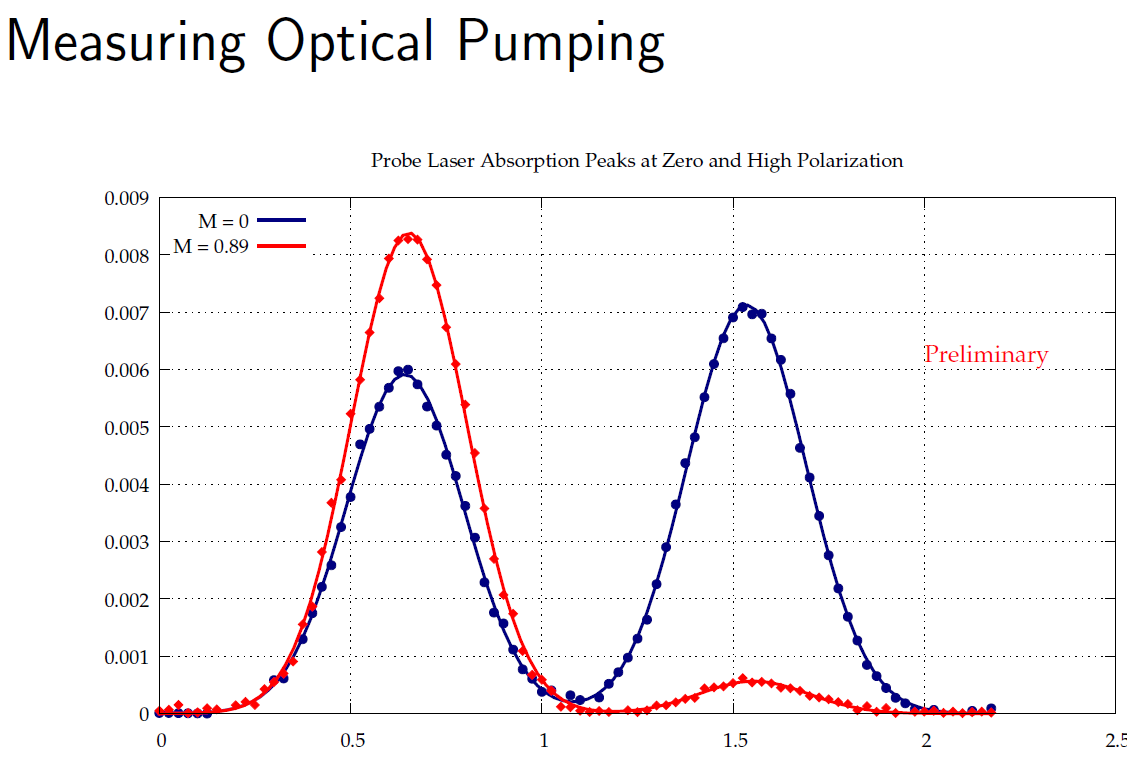 Measuring Optical Pumping
Probe Laser Absorption Peaks at Zero and High Polarization
0.009
M = 0
M = 0.89
0.008
0.007
Preliminary
0.006
0.005
0.004
0.003
0.002
0.001
0
0 0.5 1 1.5 2 2.5